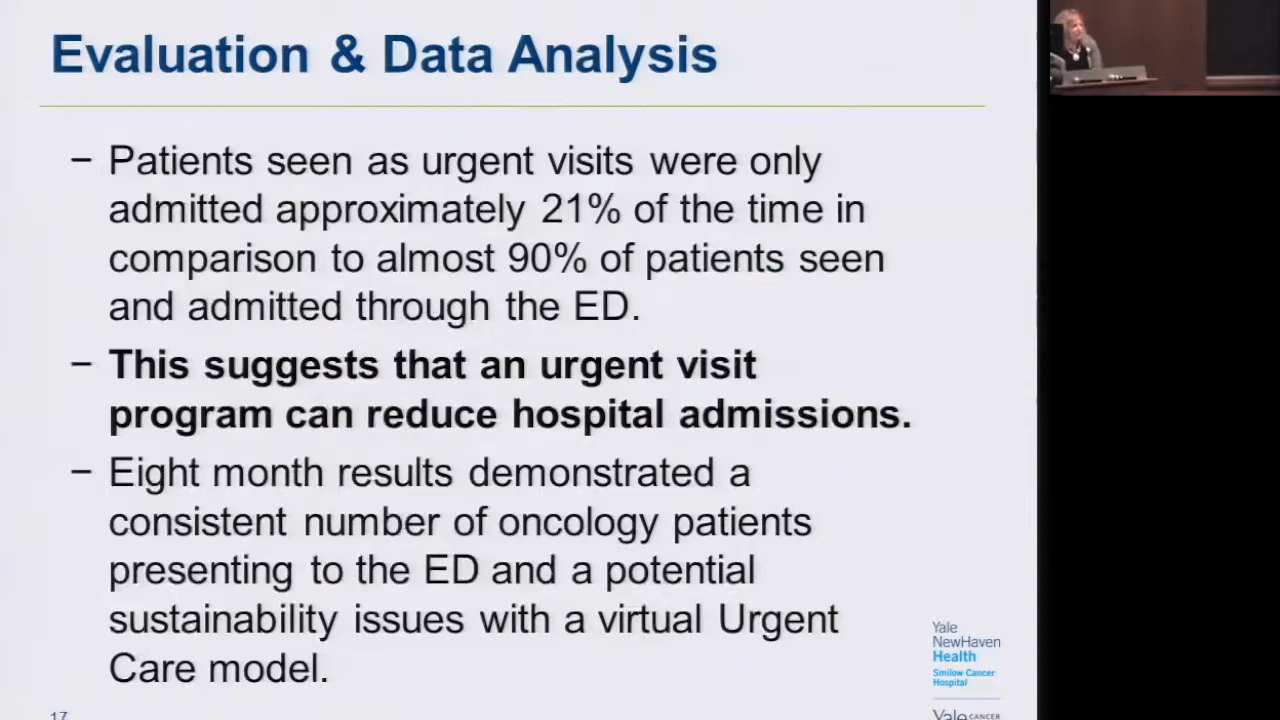 Evaluation & Data Analysis
– Patients seen as urgent visits were only
admitted approximately 21% of the time in
comparison to almost 90% of patients seen
and admitted through the ED.
– This suggests that an urgent visit
program can reduce hospital admissions.
– Eight month results demonstrated a
consistent number of oncology patients
presenting to the ED and a potential
sustainability issues with a virtual Urgent
Care model.
Yale
NewHaven
Health
Smilow Cancer
Hospital
Yale CANCER
17